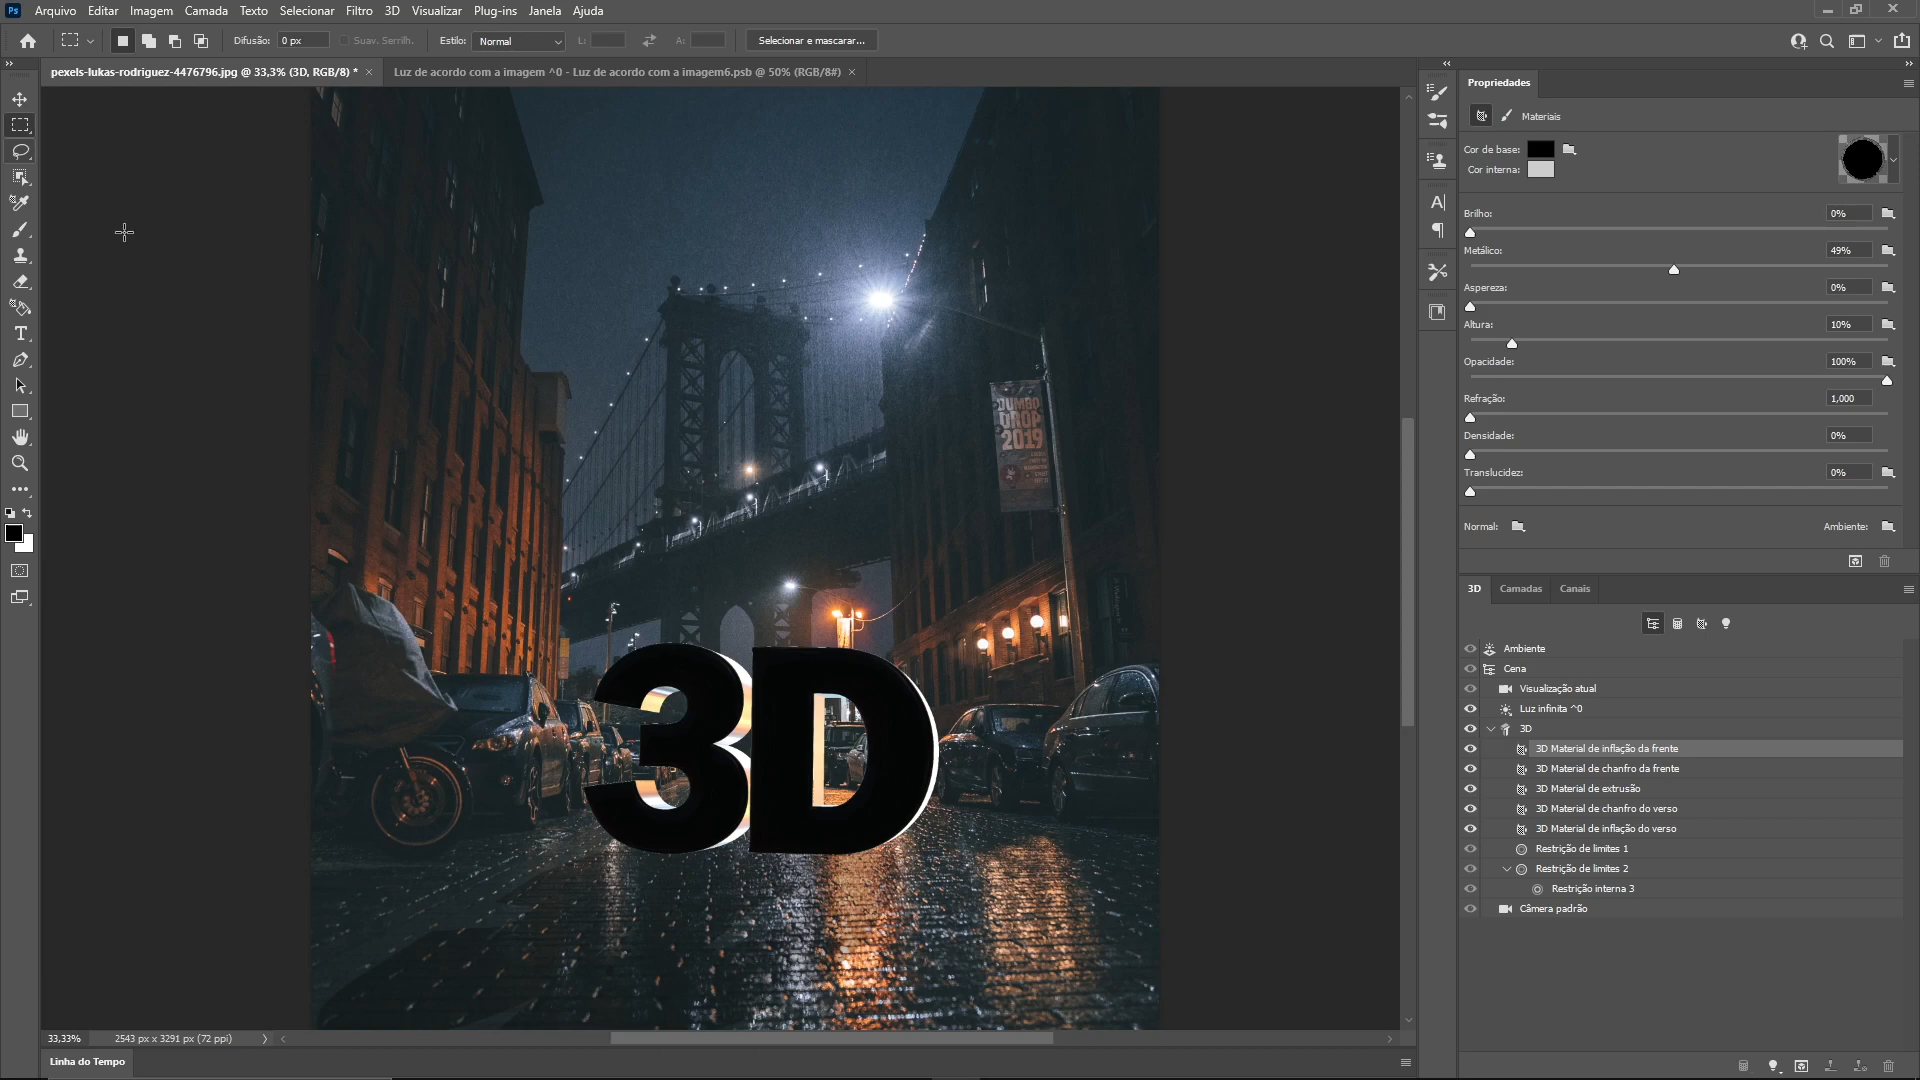 Ps Arquivo Editar Imagem Camada Texto Selecionar Filtro 3D Visualizar Plug-ins Janela Ajuda
Difusão: 0 px Suav. Serrilh. Estilo: Normal L: A: Selecionar e mascarar...
pexels-lukas-rodriguez-4476796.jpg @ 33,3% (3D, RGB/8) * × Luz de acordo com a imagem ^0 - Luz de acordo com a imagem6.psb @ 50% (RGB/8#) ×
Propriedades
Materiais
Cor de base:
Cor interna:
Brilho: 0%
Metálico: 49%
Aspereza: 0%
Altura: 10%
Opacidade: 100%
Refração: 1,000
Densidade: 0%
Translucidez: 0%
Normal: Ambiente:
DUMBO
DROP
2019
3D
3D Camadas Canais
Ambiente
Cena
Visualização atual
Luz infinita ^0
3D
3D Material de inflação da frente
3D Material de chanfro da frente
3D Material de extrusão
3D Material de chanfro do verso
3D Material de inflação do verso
Restrição de limites 1
Restrição de limites 2
Restrição interna 3
Câmera padrão
33,33% 2543 px x 3291 px (72 ppi)
Linha do Tempo